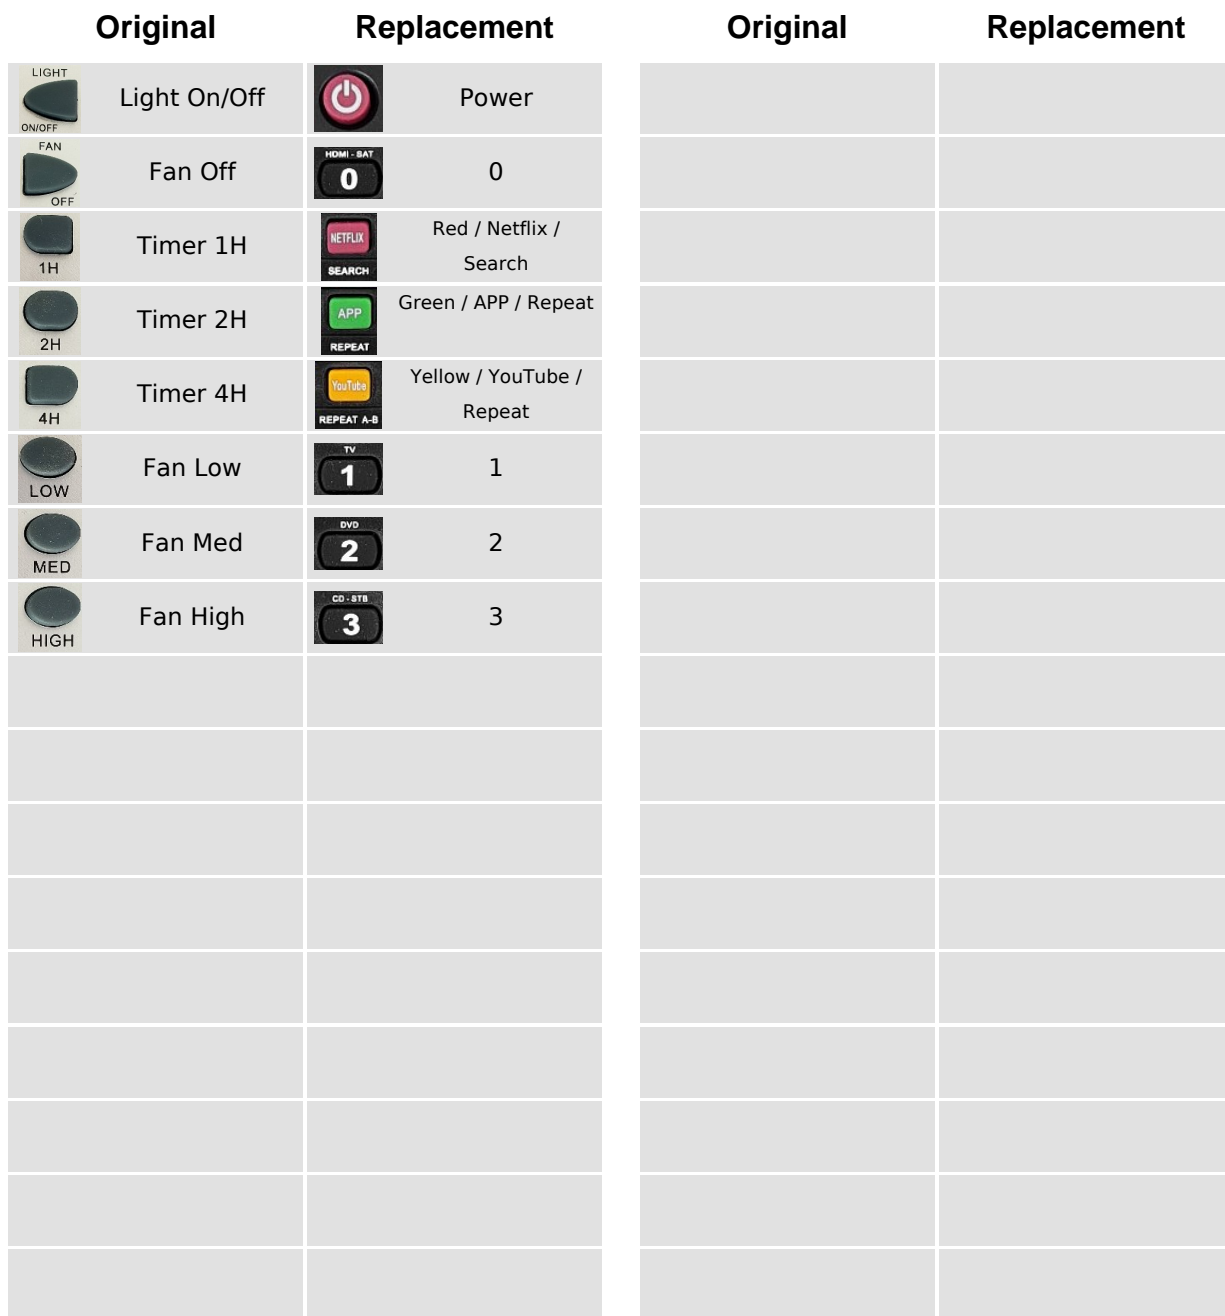 Original Replacement Original Replacement
LIGHT
ON/OFF
Light On/Off
Power
FAN
OFF
Fan Off
HDMI - SAT
0
0
1H
Timer 1H
NETFLIX
SEARCH
Red / Netflix /
Search
2H
Timer 2H
APP
REPEAT
Green / APP / Repeat
4H
Timer 4H
YouTube
REPEAT A-B
Yellow / YouTube /
Repeat
LOW
Fan Low
TV
1
1
MED
Fan Med
DVD
2
2
HIGH
Fan High
CD - STB
3
3